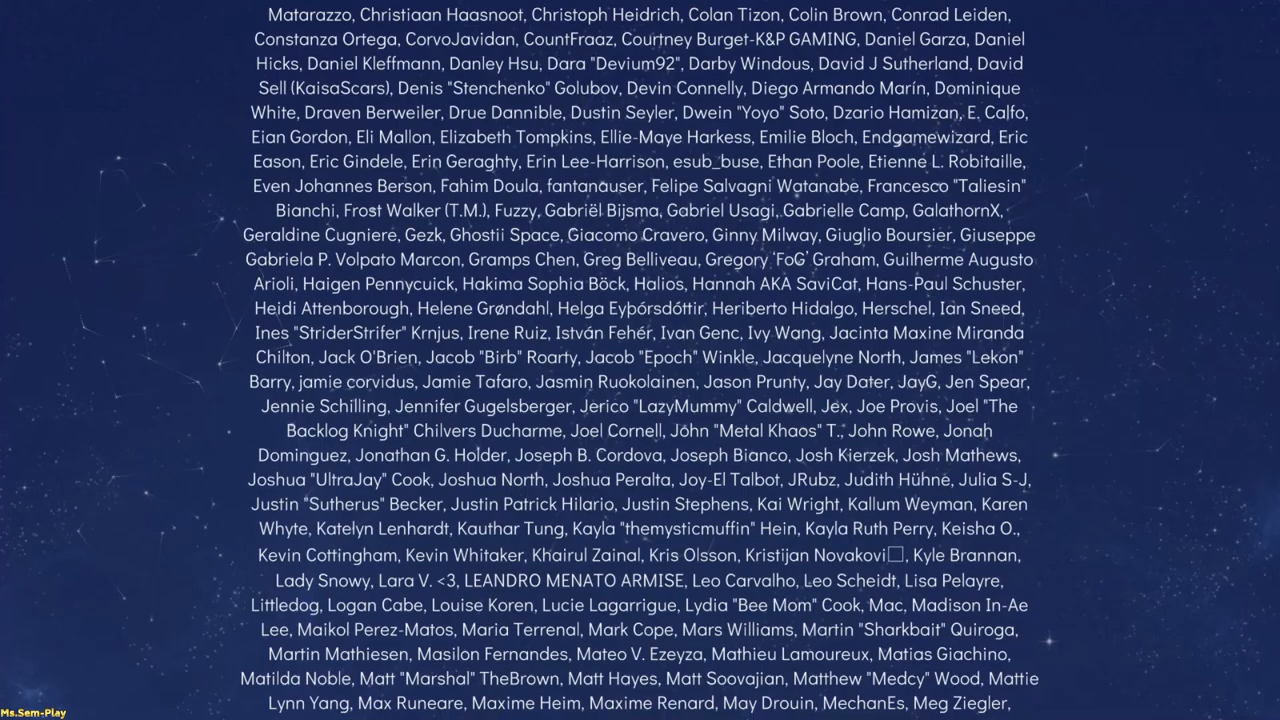 Matarazzo, Christiaan Haasnoot, Christoph Heidrich, Colan Tizon, Colin Brown, Conrad Leiden,
Constanza Ortega, CorvoJavidan, CountFraaz, Courtney Burget-K&P GAMING, Daniel Garza, Daniel
Hicks, Daniel Kleffmann, Danley Hsu, Dara "Devium92", Darby Windous, David J Sutherland, David
Sell (KaisaScars), Denis "Stenchenko" Golubov, Devin Connelly, Diego Armando Marín, Dominique
White, Draven Berweiler, Drue Dannible, Dustin Seyler, Dwein "Yoyo" Soto, Dzario Hamizan, E. Calfo,
Eian Gordon, Eli Mallon, Elizabeth Tompkins, Ellie-Maye Harkess, Emilie Bloch, Endgamewizard, Eric
Eason, Eric Gindele, Erin Geraghty, Erin Lee-Harrison, esub_buse, Ethan Poole, Etienne L. Robitaille,
Even Johannes Berson, Fahim Doula, fantanauser, Felipe Salvagni Watanabe, Francesco "Taliesin"
Bianchi, Frost Walker (T.M.), Fuzzy, Gabriël Bijsma, Gabriel Usagi, Gabrielle Camp, GalathornX,
Geraldine Cugniere, Gezk, Ghostii Space, Giacomo Cravero, Ginny Milway, Giuglio Boursier, Giuseppe
Gabriela P. Volpato Marcon, Gramps Chen, Greg Belliveau, Gregory ‘FoG’ Graham, Guilherme Augusto
Arioli, Haigen Pennycuick, Hakima Sophia Böck, Halios, Hannah AKA SaviCat, Hans-Paul Schuster,
Heidi Attenborough, Helene Grøndahl, Helga Eyþórsdóttir, Heriberto Hidalgo, Herschel, Ian Sneed,
Ines "StriderStrifer" Krnjus, Irene Ruiz, István Fehér, Ivan Genc, Ivy Wang, Jacinta Maxine Miranda
Chilton, Jack O'Brien, Jacob "Birb" Roarty, Jacob "Epoch" Winkle, Jacquelyne North, James "Lekon"
Barry, jamie corvidus, Jamie Tafaro, Jasmin Ruokolainen, Jason Prunty, Jay Dater, JayG, Jen Spear,
Jennie Schilling, Jennifer Gugelsberger, Jerico "LazyMummy" Caldwell, Jex, Joe Provis, Joel "The
Backlog Knight" Chilvers Ducharme, Joel Cornell, John "Metal Khaos" T., John Rowe, Jonah
Dominguez, Jonathan G. Holder, Joseph B. Cordova, Joseph Bianco, Josh Kierzek, Josh Mathews,
Joshua "UltraJay" Cook, Joshua North, Joshua Peralta, Joy-El Talbot, JRubz, Judith Hühne, Julia S-J,
Justin "Sutherus" Becker, Justin Patrick Hilario, Justin Stephens, Kai Wright, Kallum Weyman, Karen
Whyte, Katelyn Lenhardt, Kauthar Tung, Kayla "themysticmuffin" Hein, Kayla Ruth Perry, Keisha O.,
Kevin Cottingham, Kevin Whitaker, Khairul Zainal, Kris Olsson, Kristijan Novakovi□, Kyle Brannan,
Lady Snowy, Lara V. <3, LEANDRO MENATO ARMISE, Leo Carvalho, Leo Scheidt, Lisa Pelayre,
Littledog, Logan Cabe, Louise Koren, Lucie Lagarrigue, Lydia "Bee Mom" Cook, Mac, Madison In-Ae
Lee, Maikol Perez-Matos, Maria Terrenal, Mark Cope, Mars Williams, Martin "Sharkbait" Quiroga,
Martin Mathiesen, Masilon Fernandes, Mateo V. Ezeyza, Mathieu Lamoureux, Matias Giachino,
Matilda Noble, Matt "Marshal" TheBrown, Matt Hayes, Matt Soovajian, Matthew "Medcy" Wood, Mattie
Lynn Yang, Max Runeare, Maxime Heim, Maxime Renard, May Drouin, MechanEs, Meg Ziegler,
Ms.Sem-Play